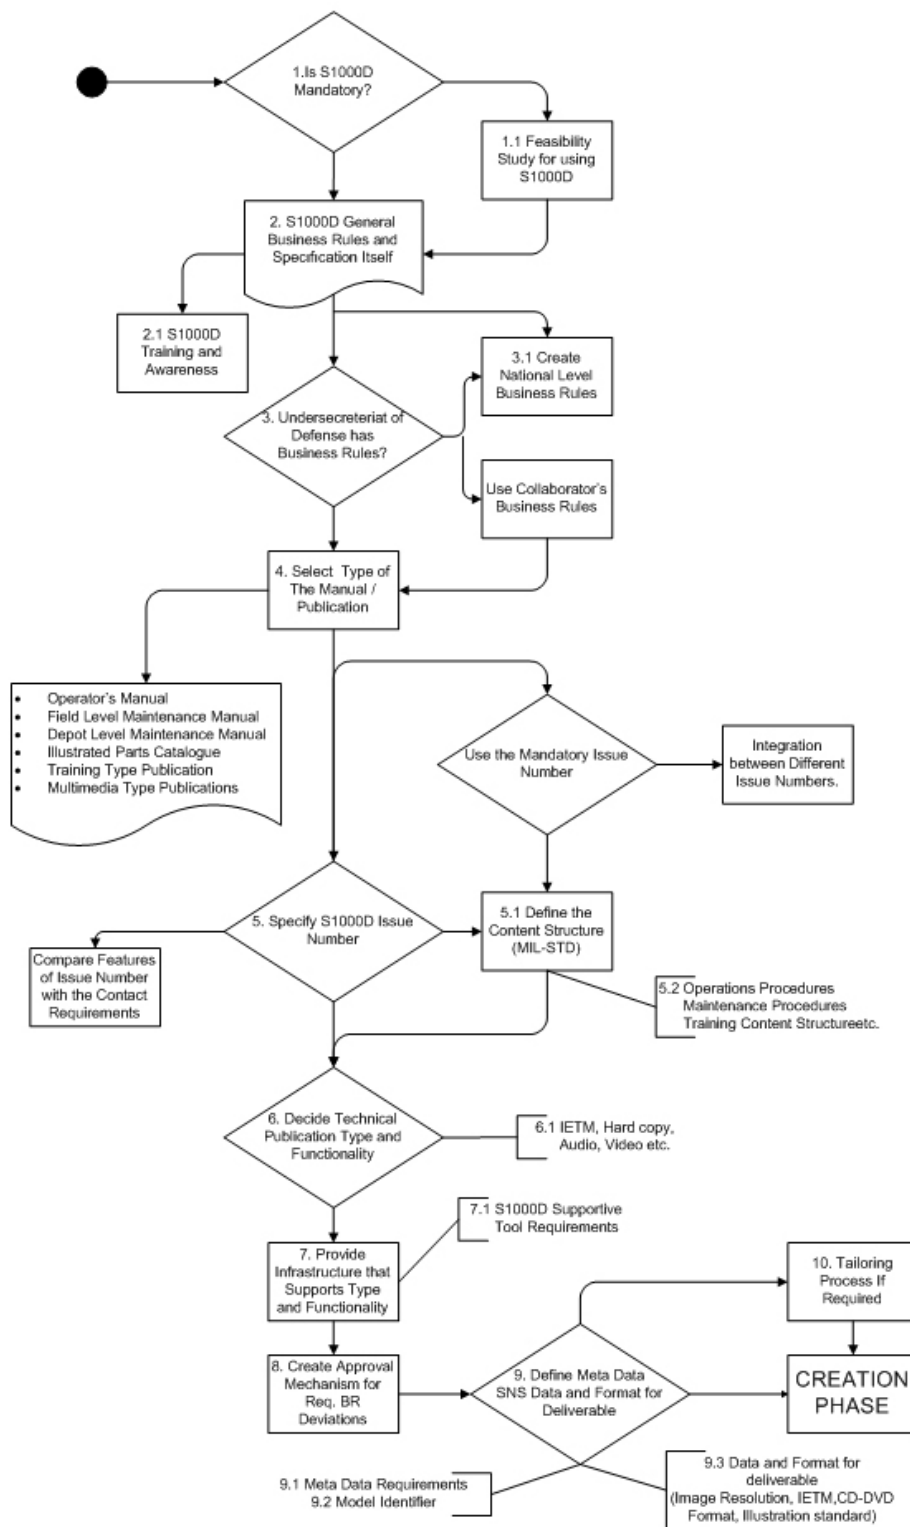 1.Is S1000D
Mandatory?
1.1 Feasibility
Study for using
S1000D
2. S1000D General
Business Rules and
Specification Itself
2.1 S1000D
Training and
Awareness
3.1 Create
National Level
Business Rules
3. Undersecreteriat of
Defense has
Business Rules?
Use Collaborator's
Business Rules
4. Select Type of
The Manual /
Publication
• Operator's Manual
• Field Level Maintenance Manual
• Depot Level Maintenance Manual
• Illustrated Parts Catalogue
• Training Type Publication
• Multimedia Type Publications
Use the Mandatory Issue
Number
Integration
between Different
Issue Numbers.
5. Specify S1000D Issue
Number
5.1 Define the
Content Structure
(MIL-STD)
Compare Features
of Issue Number
with the Contact
Requirements
5.2 Operations Procedures
Maintenance Procedures
Training Content Structureetc.
6. Decide Technical
Publication Type and
Functionality
6.1 IETM, Hard copy,
Audio, Video etc.
7.1 S1000D Supportive
Tool Requirements
7. Provide
Infrastructure that
Supports Type
and Functionality
10. Tailoring
Process If
Required
8. Create Approval
Mechanism for
Req. BR
Deviations
9. Define Meta Data
SNS Data and Format for
Deliverable
CREATION
PHASE
9.1 Meta Data Requirements
9.2 Model Identifier
9.3 Data and Format for
deliverable
(Image Resolution, IETM,CD-DVD
Format, Illustration standard)